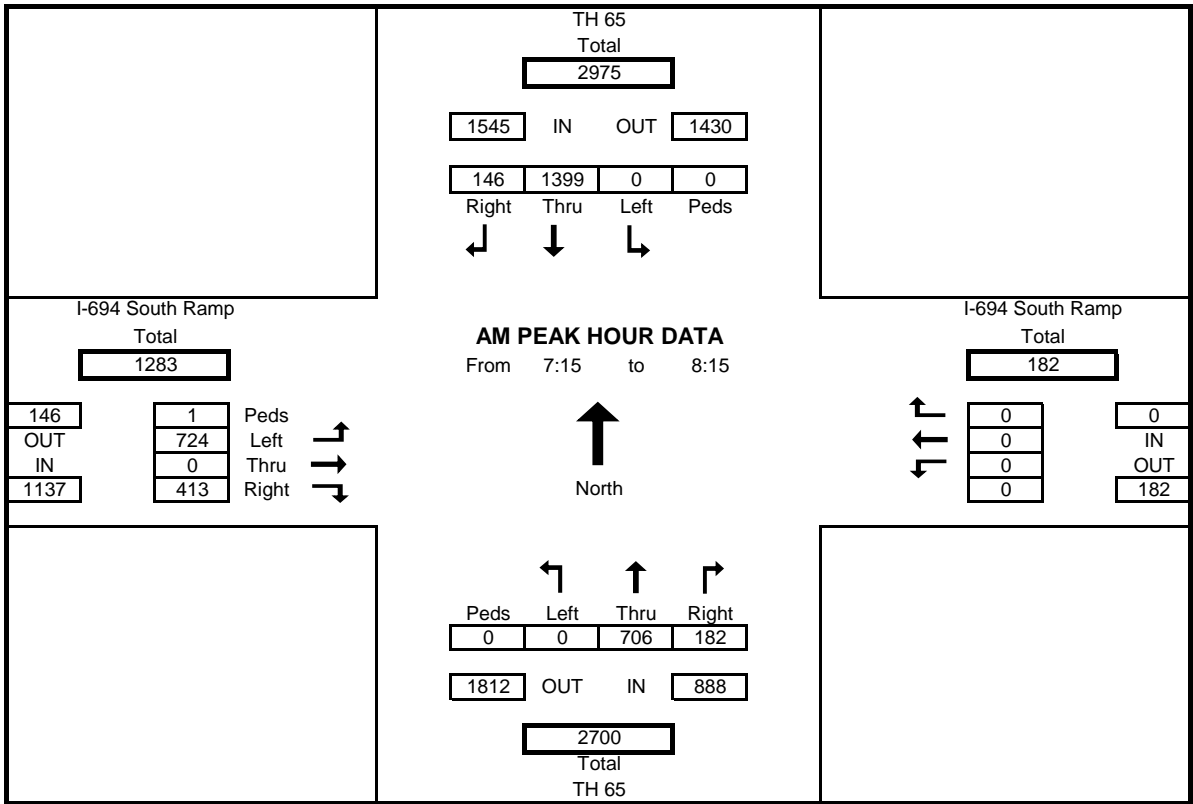 TH 65
Total
2975
1545 IN OUT 1430
146 1399 0 0
Right Thru Left Peds
I-694 South Ramp
Total
1283
146 1 Peds
OUT 724 Left
IN 0 Thru
1137 413 Right
AM PEAK HOUR DATA
From 7:15 to 8:15
North
I-694 South Ramp
Total
182
0 0
0 IN
0 OUT
0 182
Peds Left Thru Right
0 0 706 182
1812 OUT IN 888
2700
Total
TH 65